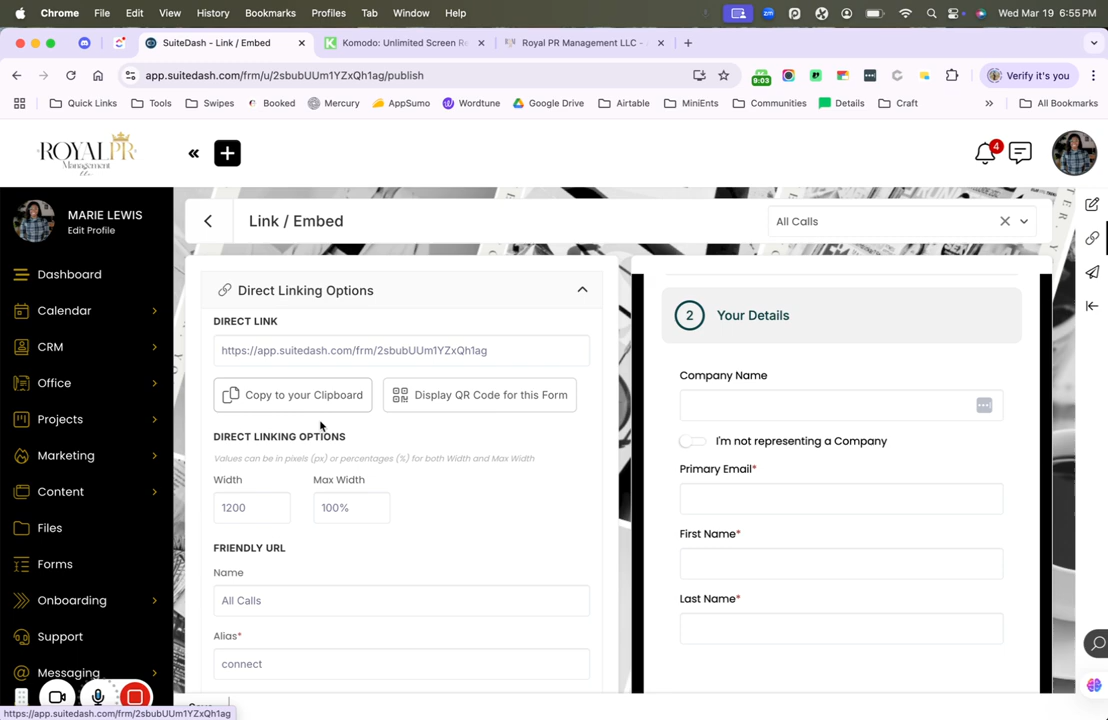 Chrome File Edit View History Bookmarks Profiles Tab Window Help Wed Mar 19 6:55 PM
SuiteDash - Link / Embed
Komodo: Unlimited Screen Re
Royal PR Management LLC -
app.suitedash.com/frm/u/2sbubUUm1YZxQh1ag/publish
9:03
Verify it's you
Quick Links Tools Swipes Booked Mercury AppSumo Wordtune Google Drive Airtable MiniEnts Communities Details Craft » All Bookmarks
ROYALPR
Management
llc
4
MARIE LEWIS
Edit Profile
Dashboard
Calendar
CRM
Office
Projects
Marketing
Content
Files
Forms
Onboarding
Support
Messaging
Link / Embed
All Calls
Direct Linking Options
DIRECT LINK
https://app.suitedash.com/frm/2sbubUUm1YZxQh1ag
Copy to your Clipboard
Display QR Code for this Form
DIRECT LINKING OPTIONS
Values can be in pixels (px) or percentages (%) for both Width and Max Width
Width Max Width
1200 100%
FRIENDLY URL
Name
All Calls
Alias*
connect
2 Your Details
Company Name
I'm not representing a Company
Primary Email*
First Name*
Last Name*
https://app.suitedash.com/frm/2sbubUUm1YZxQh1ag